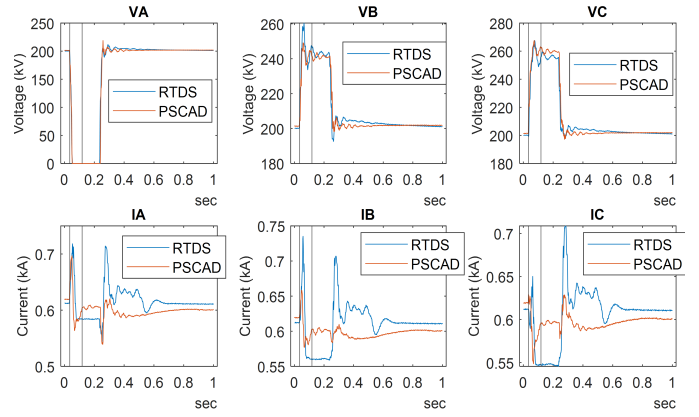 VA
VB
VC
Voltage (kV)
250
200
150
100
50
0
RTDS
PSCAD
0 0.2 0.4 0.6 0.8 1
sec
Voltage (kV)
260
240
220
200
180
RTDS
PSCAD
0 0.2 0.4 0.6 0.8 1
sec
Voltage (kV)
280
260
240
220
200
180
RTDS
PSCAD
0 0.2 0.4 0.6 0.8 1
sec
IA
IB
IC
Current (kA)
0.7
0.6
0.5
RTDS
PSCAD
0 0.2 0.4 0.6 0.8 1
sec
Current (kA)
0.75
0.7
0.65
0.6
0.55
RTDS
PSCAD
0 0.2 0.4 0.6 0.8 1
sec
Current (kA)
0.7
0.65
0.6
0.55
RTDS
PSCAD
0 0.2 0.4 0.6 0.8 1
sec